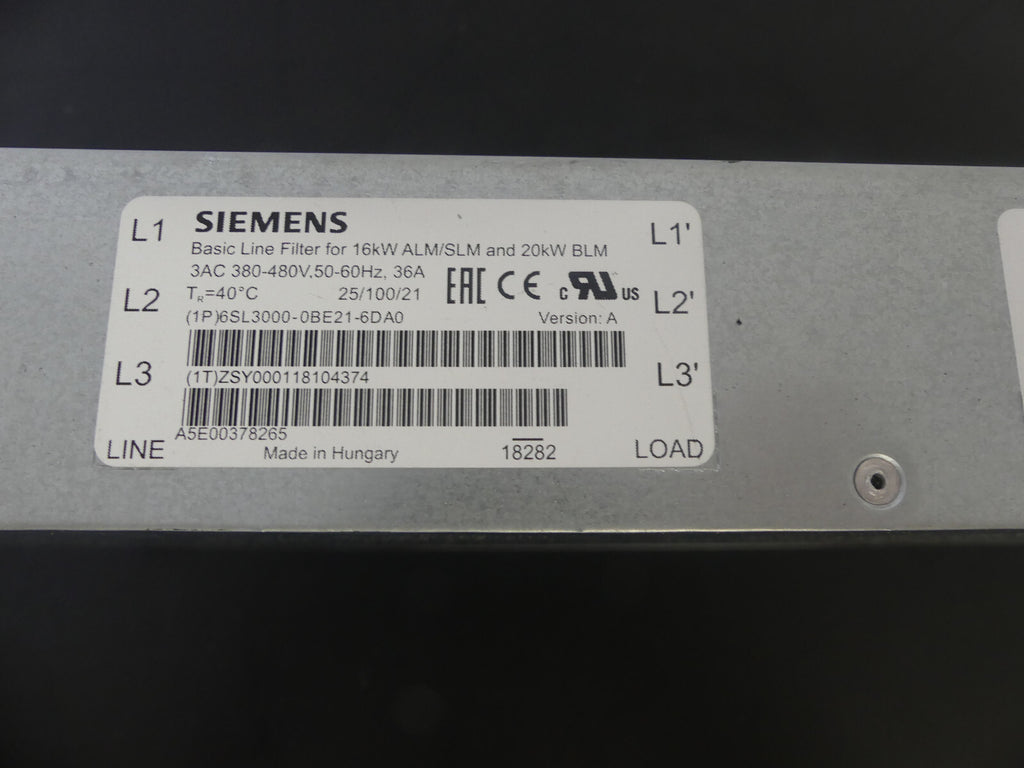 SIEMENS
L1
L1'
Basic Line Filter for 16kW ALM/SLM and 20kW BLM
3AC 380-480V,50-60Hz, 36A
EAC CE c RU US
L2
TR=40°C 25/100/21
L2'
(1P)6SL3000-0BE21-6DA0 Version: A
L3
(1T)ZSY000118104374
L3'
A5E00378265
LINE
Made in Hungary
18282
LOAD